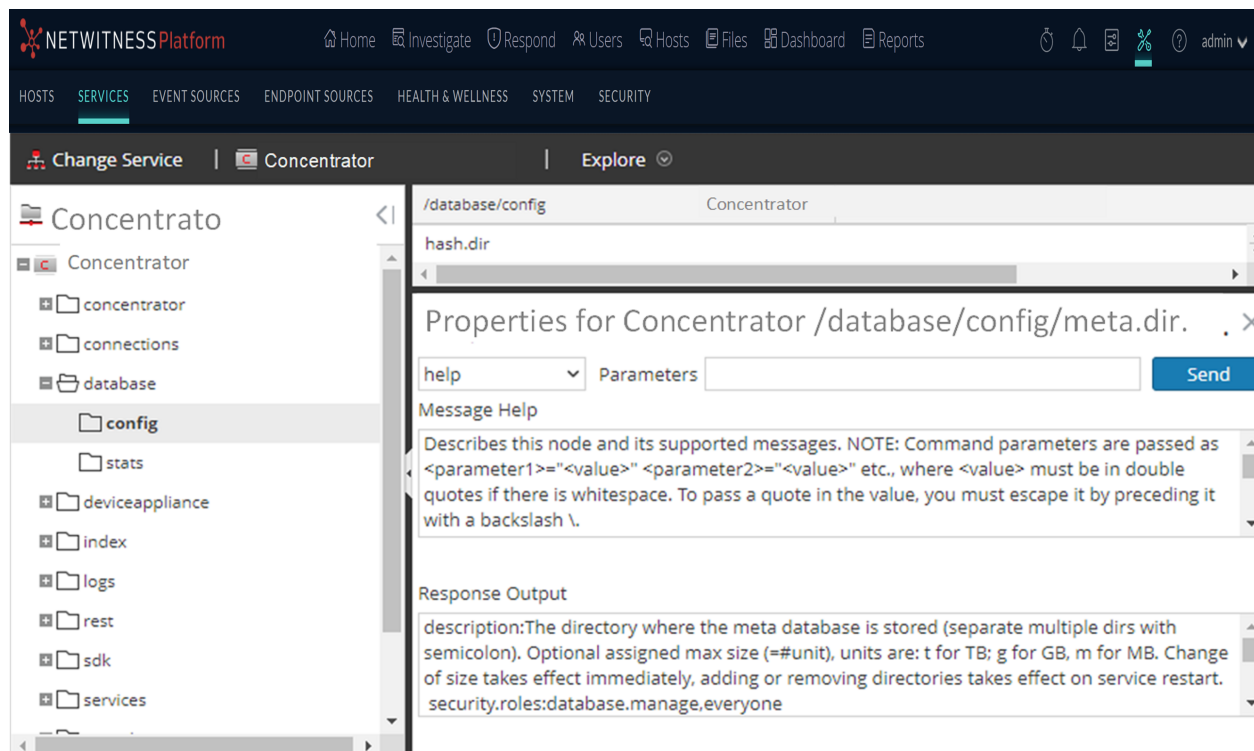 NETWITNESS Platform Home Investigate Respond Users Hosts Files Dashboard Reports admin
HOSTS SERVICES EVENT SOURCES ENDPOINT SOURCES HEALTH & WELLNESS SYSTEM SECURITY
Change Service | C Concentrator | Explore
Concentrato
C Concentrator
concentrator
connections
database
config
stats
deviceappliance
index
logs
rest
sdk
services
/database/config Concentrator
hash.dir
Properties for Concentrator /database/config/meta.dir. .
help Parameters Send
Message Help
Describes this node and its supported messages. NOTE: Command parameters are passed as
<parameter1>="<value>" <parameter2>="<value>" etc., where <value> must be in double
quotes if there is whitespace. To pass a quote in the value, you must escape it by preceding it
with a backslash \.
Response Output
description:The directory where the meta database is stored (separate multiple dirs with
semicolon). Optional assigned max size (=#unit), units are: t for TB; g for GB, m for MB. Change
of size takes effect immediately, adding or removing directories takes effect on service restart.
security.roles:database.manage,everyone